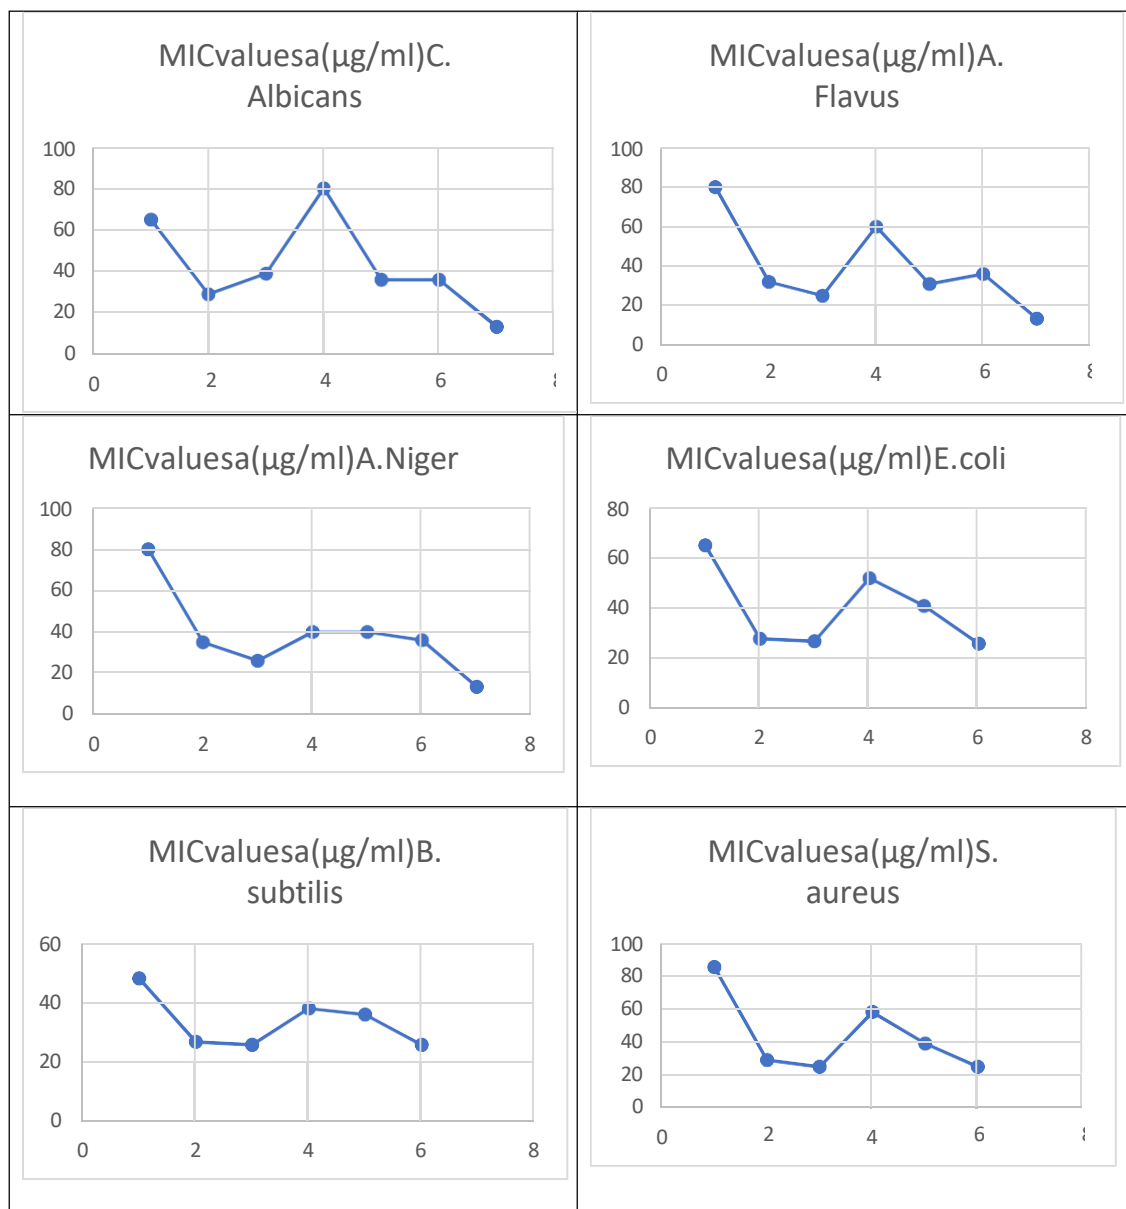 MICvaluesa(µg/ml)C.
Albicans
100
80
60
40
20
0
0 2 4 6
MICvaluesa(µg/ml)A.
Flavus
100
80
60
40
20
0
0 2 4 6
MICvaluesa(µg/ml)A.Niger
100
80
60
40
20
0
0 2 4 6 8
MICvaluesa(µg/ml)E.coli
80
60
40
20
0
0 2 4 6 8
MICvaluesa(µg/ml)B.
subtilis
60
40
20
0
0 2 4 6 8
MICvaluesa(µg/ml)S.
aureus
100
80
60
40
20
0
0 2 4 6